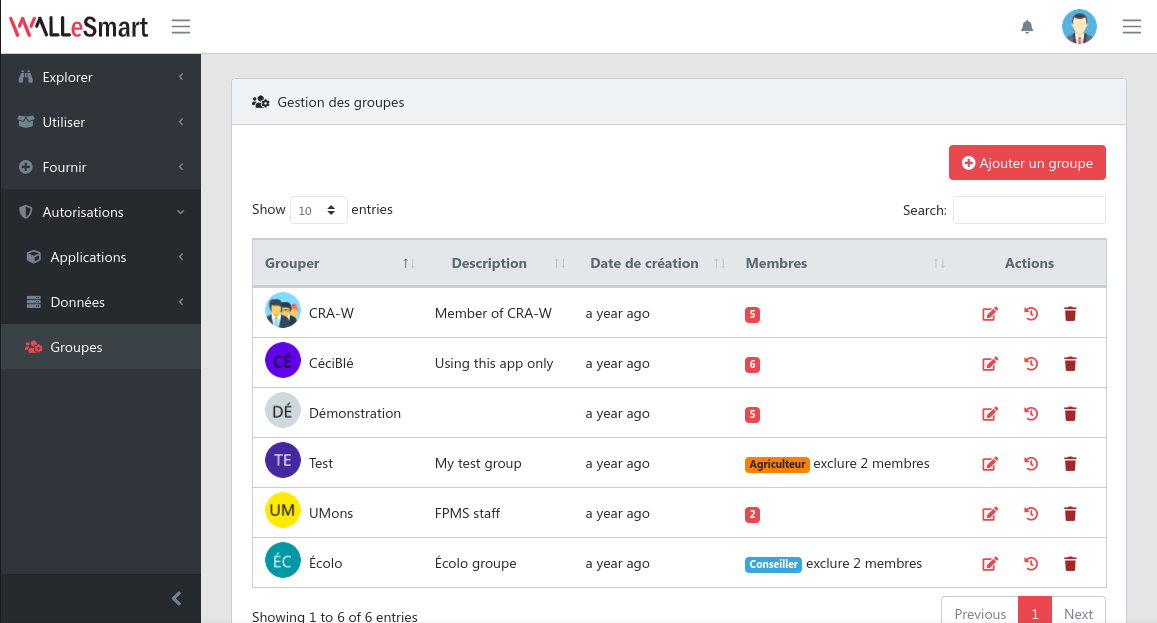 WALLeSmart
Explorer
Utiliser
Fournir
Autorisations
Applications
Données
Groupes
Gestion des groupes
Ajouter un groupe
Show 10 entries
Search:
Grouper Description Date de création Membres Actions
CRA-W Member of CRA-W a year ago 5
CÉ CéciBlé Using this app only a year ago 6
DÉ Démonstration a year ago 5
TE Test My test group a year ago Agriculteur exclure 2 membres
UM UMons FPMS staff a year ago 2
ÉC Écolo Écolo groupe a year ago Conseiller exclure 2 membres
Showing 1 to 6 of 6 entries
Previous 1 Next